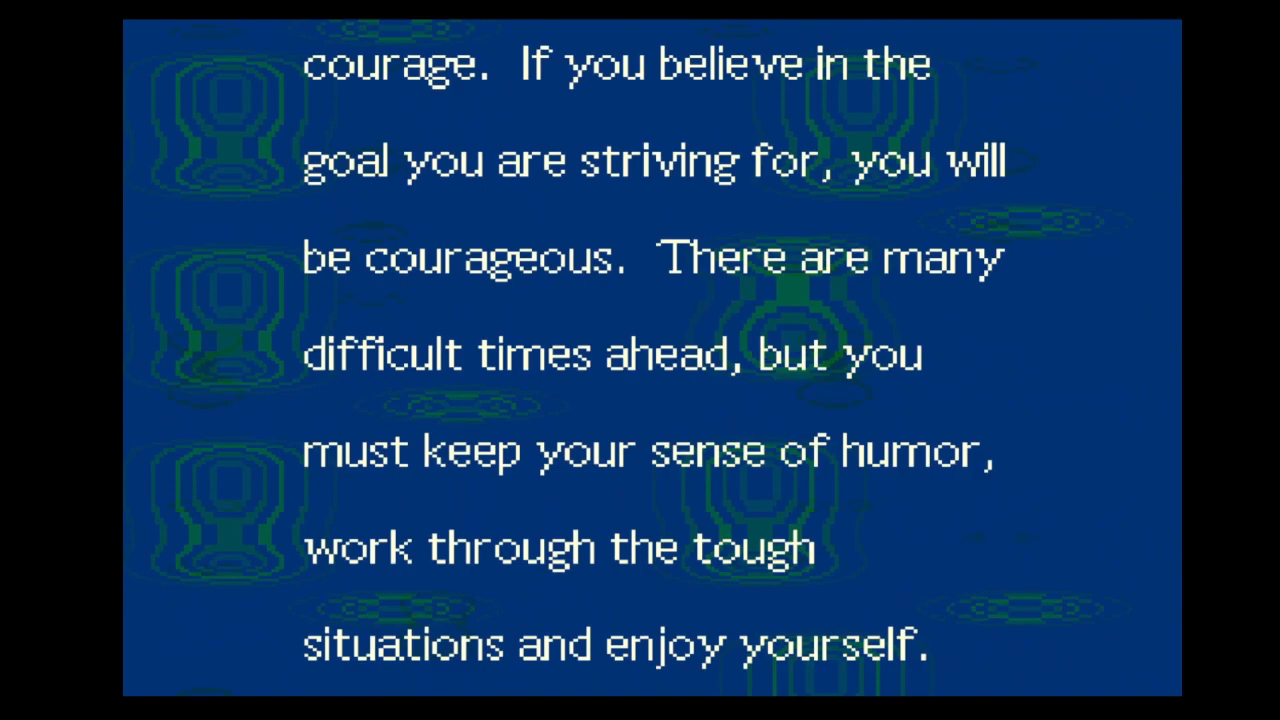 courage.  If you believe in the
goal you are striving for, you will
be courageous.  There are many
difficult times ahead, but you
must keep your sense of humor,
work through the tough
situations and enjoy yourself.